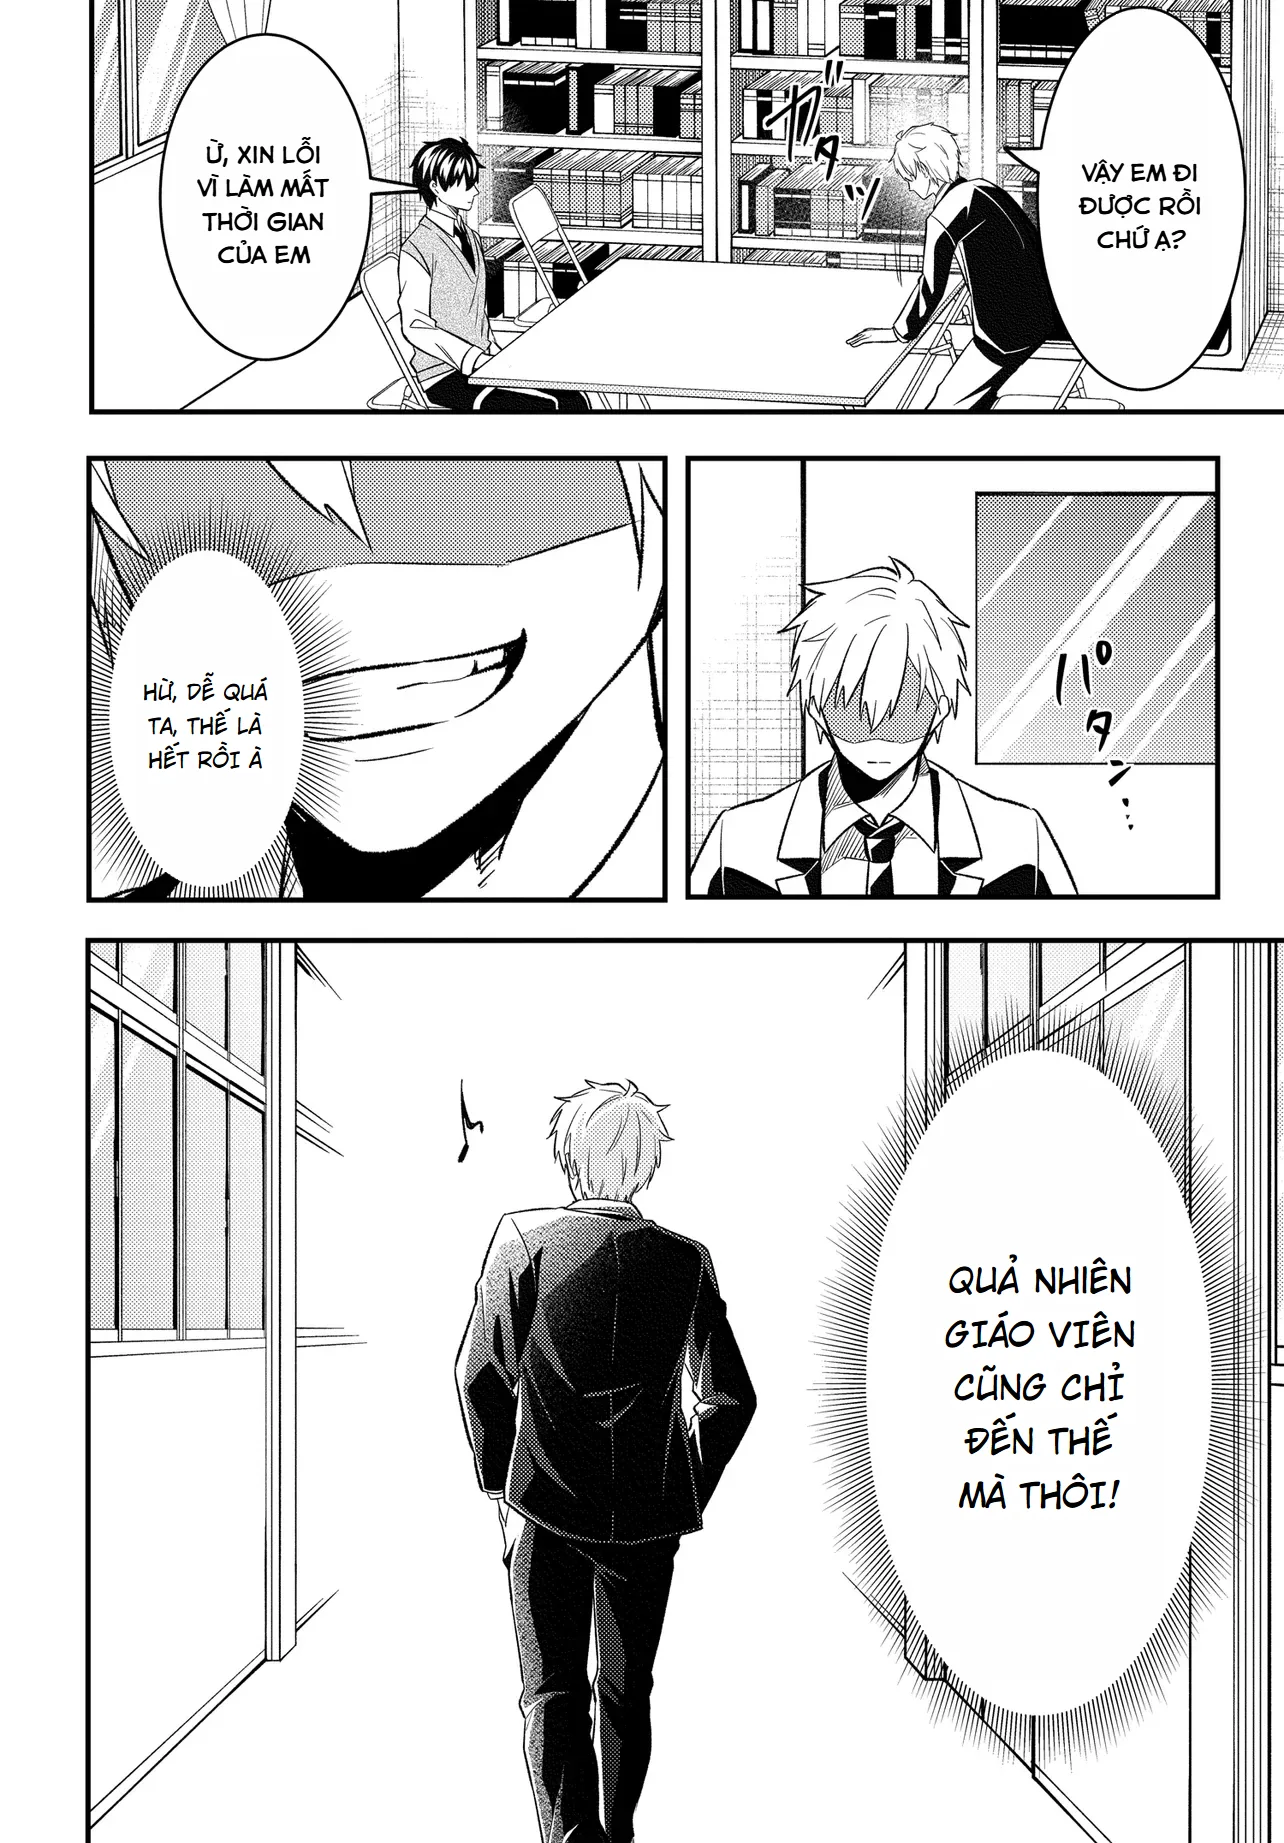 VẬY EM ĐI
ĐƯỢC RỒI
CHỨ Ạ?
ガタッ
Ừ, XIN LỖI
VÌ LÀM MẤT
THỜI GIAN
CỦA EM
パタン…
HỪ, DỄ QUÁ
TA, THẾ LÀ
HẾT RỒI À
QUẢ NHIÊN
GIÁO VIÊN
CŨNG CHỈ
ĐẾN THẾ
MÀ THÔI!